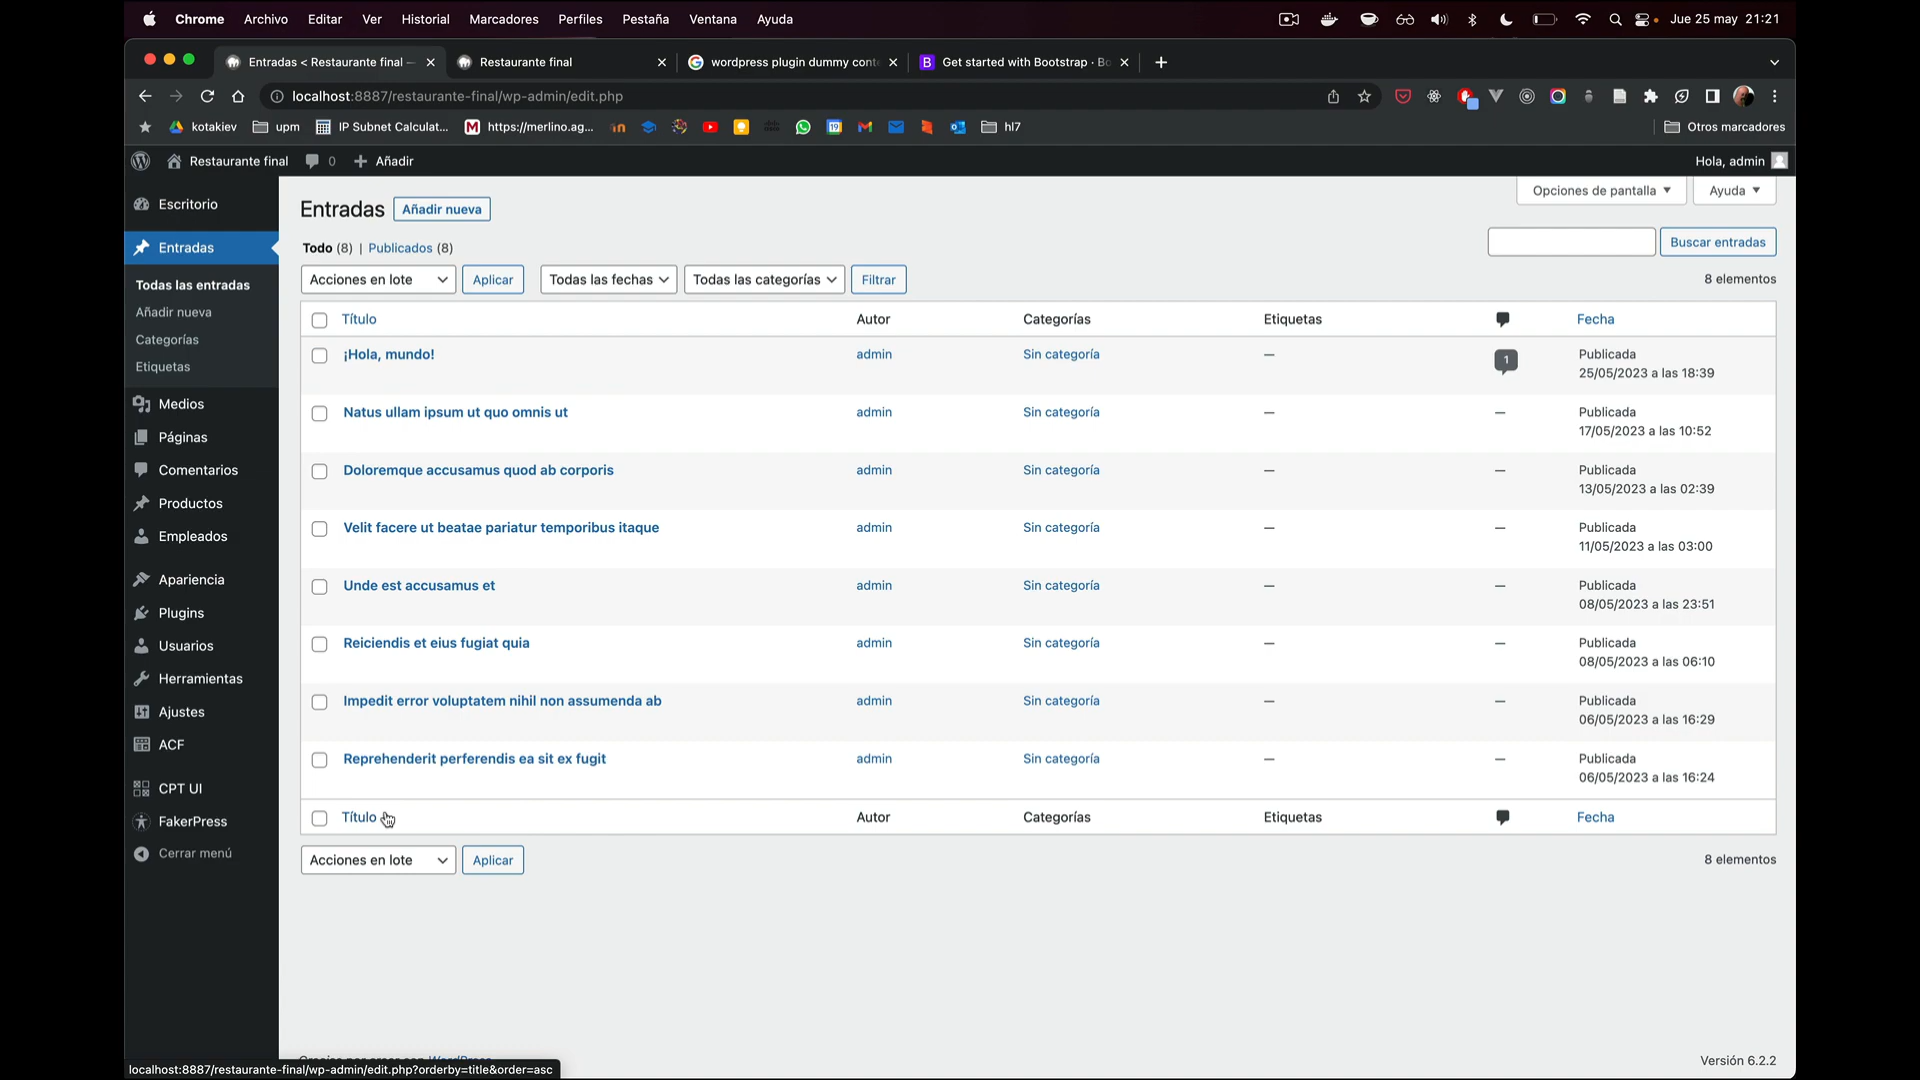 Chrome Archivo Editar Ver Historial Marcadores Perfiles Pestaña Ventana Ayuda Jue 25 may 21:21
Entradas < Restaurante final — Restaurante final wordpress plugin dummy cont Get started with Bootstrap · Bo
localhost:8887/restaurante-final/wp-admin/edit.php
kotakiev upm IP Subnet Calculat... https://merlino.ag... hl7 Otros marcadores
Restaurante final 0 Añadir Hola, admin
Opciones de pantalla Ayuda
Escritorio
Entradas
Todas las entradas
Añadir nueva
Categorías
Etiquetas
Medios
Páginas
Comentarios
Productos
Empleados
Apariencia
Plugins
Usuarios
Herramientas
Ajustes
ACF
CPT UI
FakerPress
Cerrar menú
Entradas Añadir nueva
Todo (8) | Publicados (8)
Buscar entradas
Acciones en lote Aplicar Todas las fechas Todas las categorías Filtrar 8 elementos
Título Autor Categorías Etiquetas Fecha
¡Hola, mundo! admin Sin categoría — 1 Publicada
25/05/2023 a las 18:39
Natus ullam ipsum ut quo omnis ut admin Sin categoría — — Publicada
17/05/2023 a las 10:52
Doloremque accusamus quod ab corporis admin Sin categoría — — Publicada
13/05/2023 a las 02:39
Velit facere ut beatae pariatur temporibus itaque admin Sin categoría — — Publicada
11/05/2023 a las 03:00
Unde est accusamus et admin Sin categoría — — Publicada
08/05/2023 a las 23:51
Reiciendis et eius fugiat quia admin Sin categoría — — Publicada
08/05/2023 a las 06:10
Impedit error voluptatem nihil non assumenda ab admin Sin categoría — — Publicada
06/05/2023 a las 16:29
Reprehenderit perferendis ea sit ex fugit admin Sin categoría — — Publicada
06/05/2023 a las 16:24
Título Autor Categorías Etiquetas Fecha
Acciones en lote Aplicar 8 elementos
Versión 6.2.2
localhost:8887/restaurante-final/wp-admin/edit.php?orderby=title&order=asc